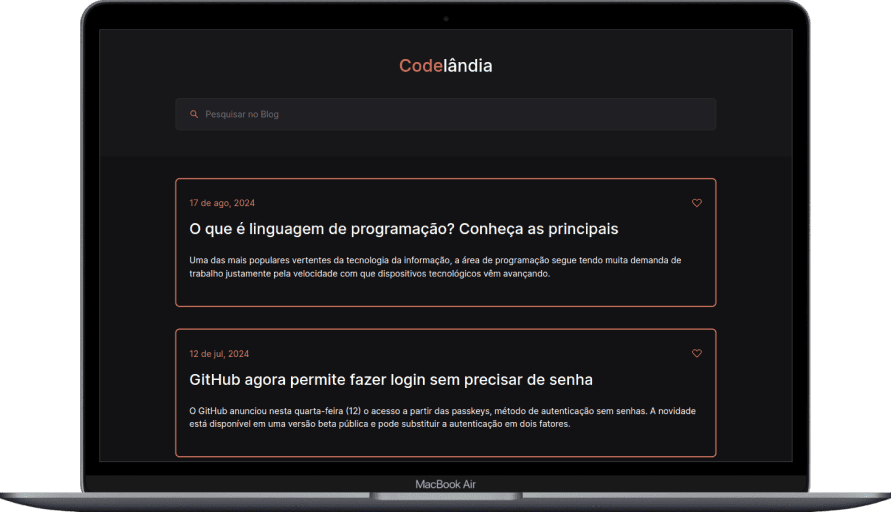 Codelândia
Pesquisar no Blog
17 de ago, 2024
O que é linguagem de programação? Conheça as principais
Uma das mais populares vertentes da tecnologia da informação, a área de programação segue tendo muita demanda de
trabalho justamente pela velocidade com que dispositivos tecnológicos vêm avançando.
12 de jul, 2024
GitHub agora permite fazer login sem precisar de senha
O GitHub anunciou nesta quarta-feira (12) o acesso a partir das passkeys, método de autenticação sem senhas. A novidade
está disponível em uma versão beta pública e pode substituir a autenticação em dois fatores.
MacBook Air